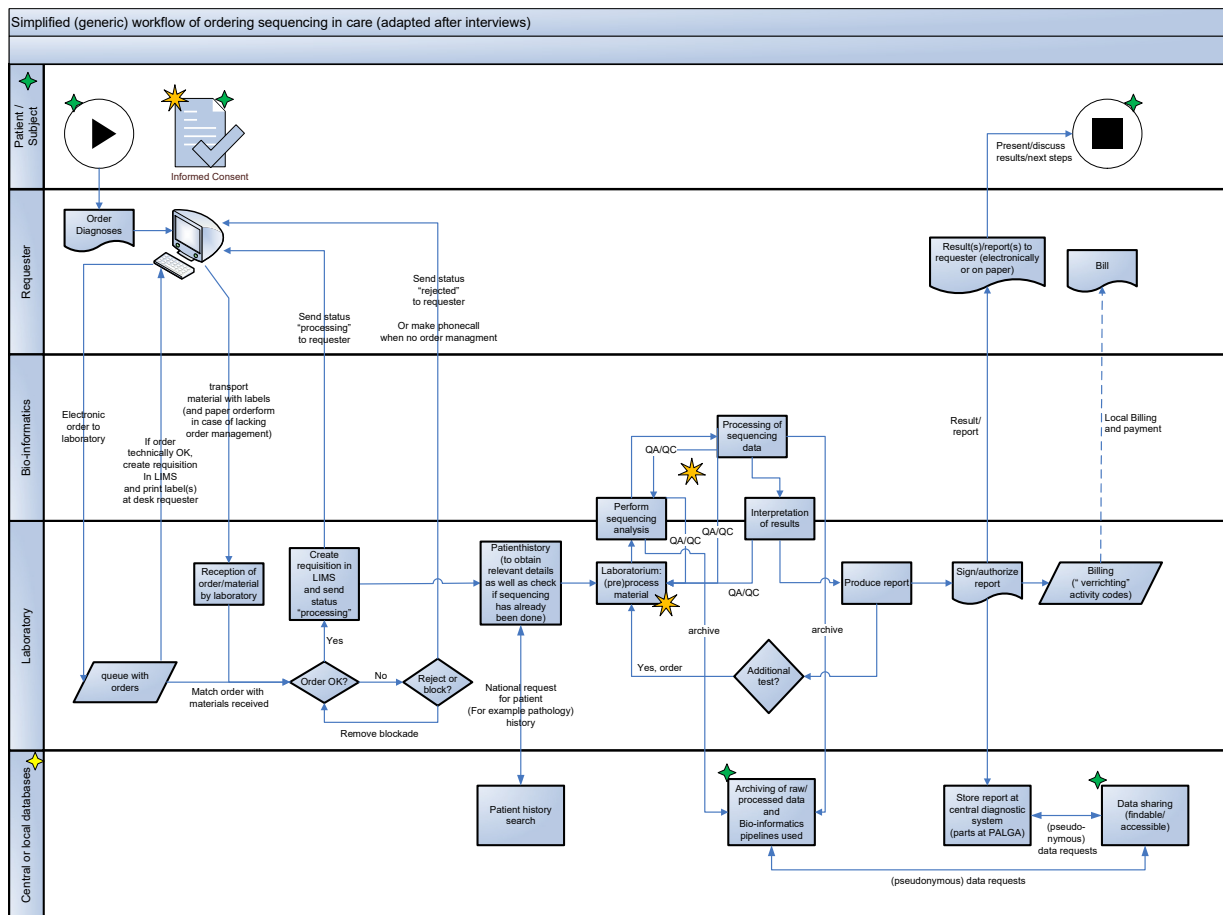 Simplified (generic) workflow of ordering sequencing in care (adapted after interviews)
Patient /
Subject
Informed Consent
Present/discuss
results/next steps
Requester
Order
Diagnoses
Send status
“processing”
to requester
Send status
“rejected”
to requester
Or make phonecall
when no order managment
Result(s)/report(s) to
requester (electronically
or on paper)
Bill
Bio-informatics
Electronic
order to
laboratory
If order
technically OK,
create requisition
In LIMS
and print label(s)
at desk requester
transport
material with labels
(and paper orderform
in case of lacking
order management)
Processing of
sequencing
data
QA/QC
Perform
sequencing
analysis
Interpretation
of results
Result/
report
Local Billing
and payment
Laboratory
Reception of
order/material
by laboratory
Create
requisition in
LIMS
and send
status
“processing”
Patienthistory
(to obtain
relevant details
as well as check
if sequencing
has already
been done)
QA/QC
QA/QC
Laboratorium:
(pre)process
material
QA/QC
Produce report
Sign/authorize
report
Billing
(“ verrichting”
activity codes)
queue with
orders
Match order with
materials received
Yes
Order OK?
No
Reject or
block?
Remove blockade
National request
for patient
(For example pathology)
history
archive
archive
Yes, order
Additional
test?
Central or local databases
Patient history
search
Archiving of raw/
processed data
and
Bio-informatics
pipelines used
Store report at
central diagnostic
system
(parts at PALGA)
(pseudo-
nymous)
data requests
Data sharing
(findable/
accessible)
(pseudonymous) data requests